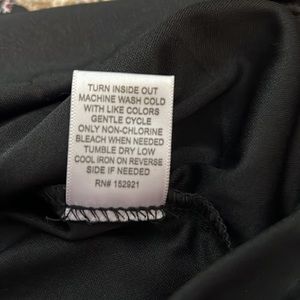 TURN INSIDE OUT
MACHINE WASH COLD
WITH LIKE COLORS
GENTLE CYCLE
ONLY NON-CHLORINE
BLEACH WHEN NEEDED
TUMBLE DRY LOW
COOL IRON ON REVERSE
SIDE IF NEEDED
RN# 152921